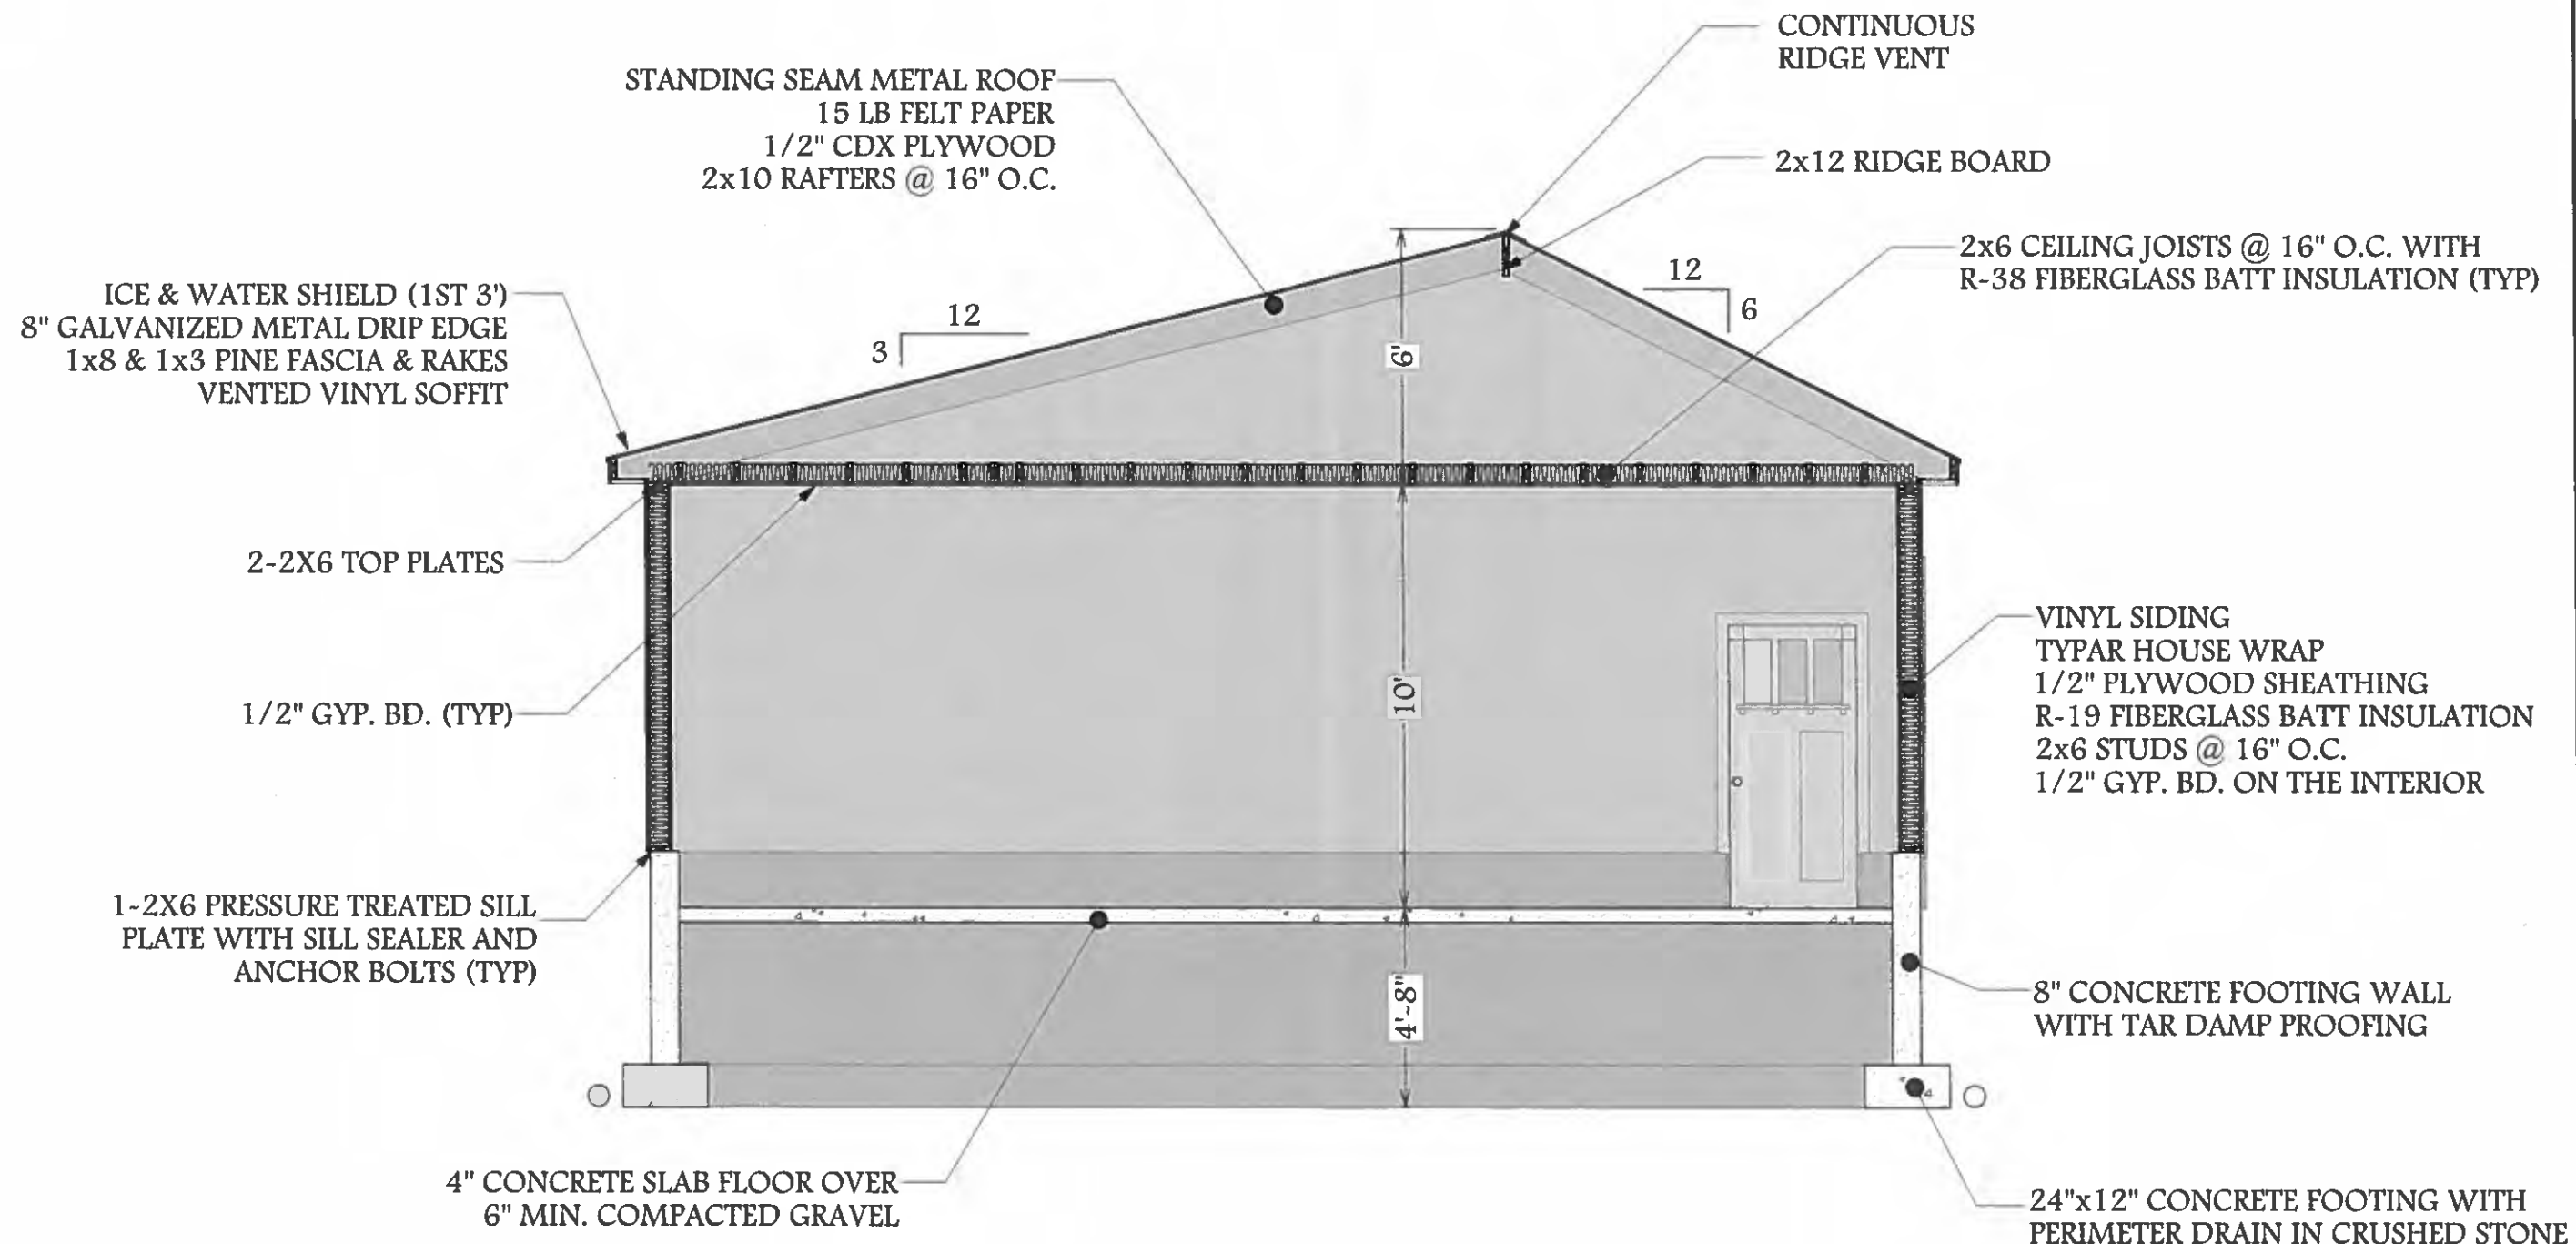 CONTINUOUS
RIDGE VENT
STANDING SEAM METAL ROOF
15 LB FELT PAPER
1/2" CDX PLYWOOD
2x10 RAFTERS @ 16" O.C.
2x12 RIDGE BOARD
2x6 CEILING JOISTS @ 16" O.C. WITH
R-38 FIBERGLASS BATT INSULATION (TYP)
12
6
ICE & WATER SHIELD (1ST 3')
8" GALVANIZED METAL DRIP EDGE
1x8 & 1x3 PINE FASCIA & RAKES
VENTED VINYL SOFFIT
12
3
6'
2-2X6 TOP PLATES
1/2" GYP. BD. (TYP)
10'
VINYL SIDING
TYPAR HOUSE WRAP
1/2" PLYWOOD SHEATHING
R-19 FIBERGLASS BATT INSULATION
2x6 STUDS @ 16" O.C.
1/2" GYP. BD. ON THE INTERIOR
1-2X6 PRESSURE TREATED SILL
PLATE WITH SILL SEALER AND
ANCHOR BOLTS (TYP)
4'-8"
8" CONCRETE FOOTING WALL
WITH TAR DAMP PROOFING
4" CONCRETE SLAB FLOOR OVER
6" MIN. COMPACTED GRAVEL
24"x12" CONCRETE FOOTING WITH
PERIMETER DRAIN IN CRUSHED STONE